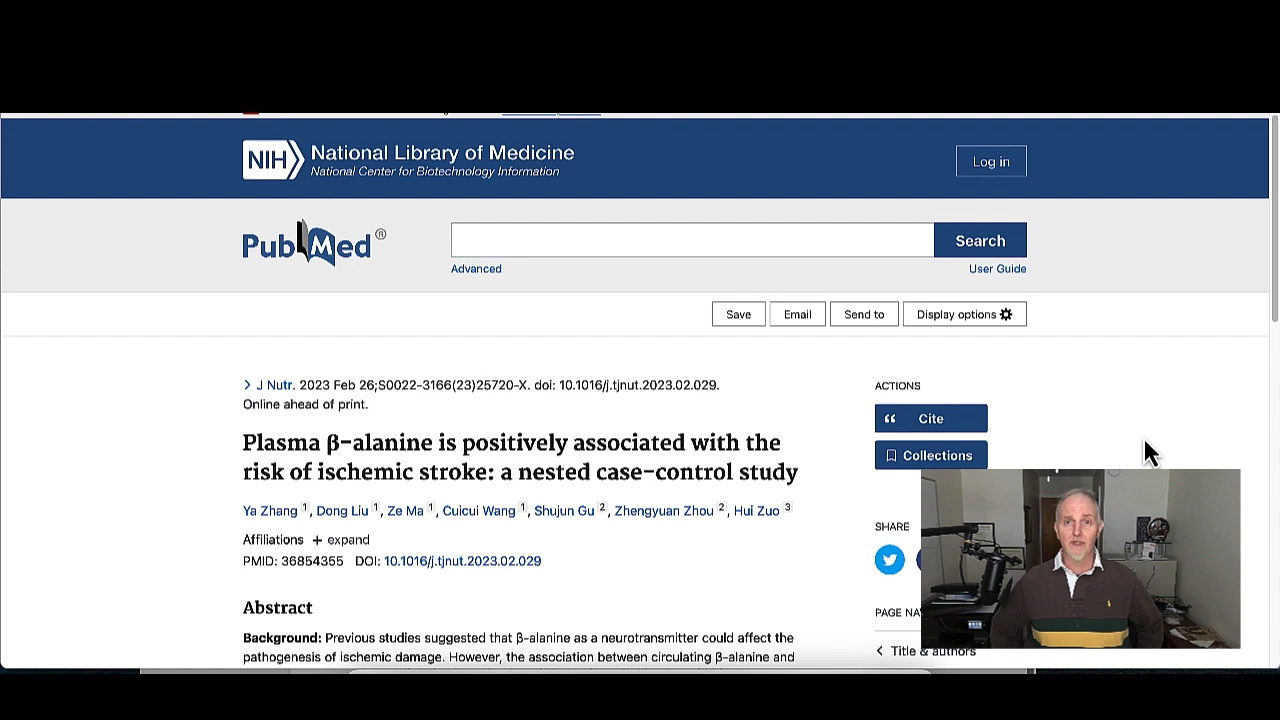 NIH
National Library of Medicine
National Center for Biotechnology Information
Log in
PubMed®
Search
Advanced
User Guide
Save
Email
Send to
Display options
J Nutr. 2023 Feb 26;S0022-3166(23)25720-X. doi: 10.1016/j.tjnut.2023.02.029.
Online ahead of print.
Plasma β-alanine is positively associated with the
risk of ischemic stroke: a nested case-control study
Ya Zhang 1, Dong Liu 1, Ze Ma 1, Cuicui Wang 1, Shujun Gu 2, Zhengyuan Zhou 2, Hui Zuo 3
Affiliations + expand
PMID: 36854355 DOI: 10.1016/j.tjnut.2023.02.029
Abstract
Background: Previous studies suggested that β-alanine as a neurotransmitter could affect the
pathogenesis of ischemic damage. However, the association between circulating β-alanine and
ACTIONS
Cite
Collections
SHARE
PAGE NA
Title & authors